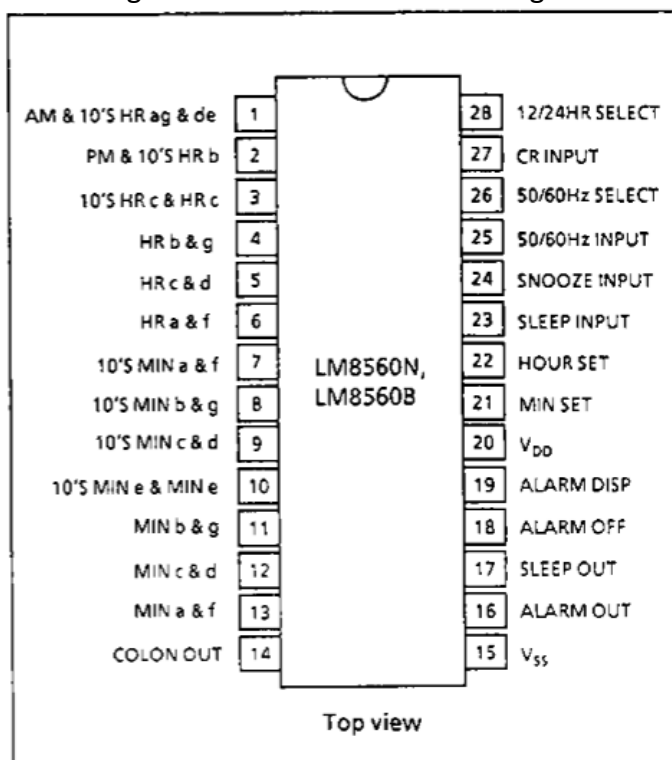 AM & 10'S HR ag & de 1
PM & 10'S HR b 2
10'S HR c & HR c 3
HR b & g 4
HR c & d 5
HR a & f 6
10'S MIN a & f 7
10'S MIN b & g 8
10'S MIN c & d 9
10'S MIN e & MIN e 10
MIN b & g 11
MIN c & d 12
MIN a & f 13
COLON OUT 14
LM8560N,
LM8560B
28 12/24HR SELECT
27 CR INPUT
26 50/60Hz SELECT
25 50/60Hz INPUT
24 SNOOZE INPUT
23 SLEEP INPUT
22 HOUR SET
21 MIN SET
20 VDD
19 ALARM DISP
18 ALARM OFF
17 SLEEP OUT
16 ALARM OUT
15 VSS
Top view